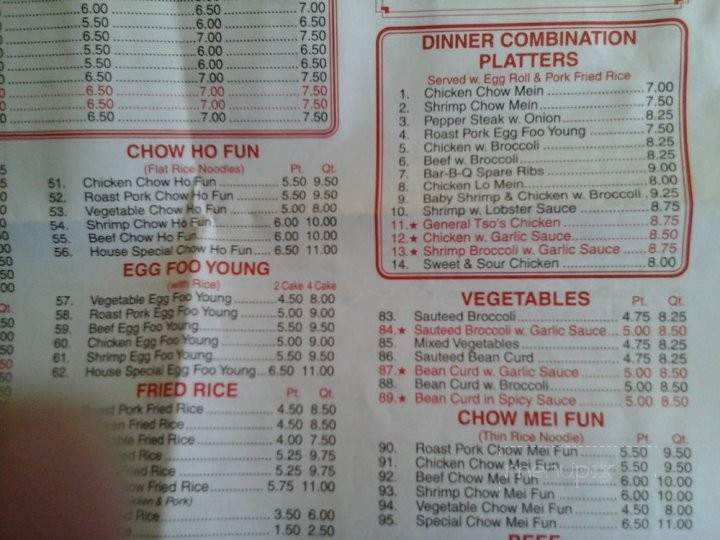 6.00 6.50 7.00
5.50 6.00 6.50
5.50 6.00 6.50
5.50 6.00 6.50
6.50 7.00 7.50
6.50 7.00 7.50
6.50 7.00 7.50
6.50 7.00 7.50
CHOW HO FUN
(Flat Rice Noodles) Pt. Qt.
51. Chicken Chow Ho Fun 5.50 9.50
52. Roast Pork Chow Ho Fun 5.50 9.50
53. Vegetable Chow Ho Fun 5.00 8.00
54. Shrimp Chow Ho Fun 6.00 10.00
55. Beef Chow Ho Fun 6.00 10.00
56. House Special Chow Ho Fun 6.50 11.00
EGG FOO YOUNG
(with Rice) 2 Cake 4 Cake
57. Vegetable Egg Foo Young 4.50 8.00
58. Roast Pork Egg Foo Young 5.00 9.00
59. Beef Egg Foo Young 5.50 9.50
60. Chicken Egg Foo Young 5.00 9.00
61. Shrimp Egg Foo Young 5.50 9.50
62. House Special Egg Foo Young 6.50 11.00
FRIED RICE Pt. Qt.
Pork Fried Rice 4.50 8.50
Fried Rice 4.50 8.50
Fried Rice 4.00 7.50
Rice 5.25 9.75
Rice 5.25 9.75
Fried Rice 5.75 11.00
& Pork)
Rice 3.50 6.00
1.50 2.50
DINNER COMBINATION
PLATTERS
Served w. Egg Roll & Pork Fried Rice
1. Chicken Chow Mein 7.00
2. Shrimp Chow Mein 7.50
3. Pepper Steak w. Onion 8.25
4. Roast Pork Egg Foo Young 7.50
5. Chicken w. Broccoli 8.25
6. Beef w. Broccoli 8.25
7. Bar-B-Q Spare Ribs 9.00
8. Chicken Lo Mein 8.00
9. Baby Shrimp & Chicken w. Broccoli 9.25
10. Shrimp w. Lobster Sauce 8.75
11.★ General Tso's Chicken 8.75
12.★ Chicken w. Garlic Sauce 8.50
13.★ Shrimp Broccoli w. Garlic Sauce 8.75
14. Sweet & Sour Chicken 8.00
VEGETABLES Pt. Qt.
83. Sauteed Broccoli 4.75 8.25
84.★ Sauteed Broccoli w. Garlic Sauce 5.00 8.50
85. Mixed Vegetables 4.75 8.25
86. Sauteed Bean Curd 4.75 8.25
87.★ Bean Curd w. Garlic Sauce 5.00 8.50
88. Bean Curd w. Broccoli 5.00 8.50
89.★ Bean Curd in Spicy Sauce 5.00 8.50
CHOW MEI FUN
(Thin Rice Noodle) Pt. Qt.
90. Roast Pork Chow Mei Fun 5.50 9.50
91. Chicken Chow Mei Fun 5.50 9.50
92. Beef Chow Mei Fun 6.00 10.00
93. Shrimp Chow Mei Fun 6.00 10.00
94. Vegetable Chow Mei Fun 4.50 8.00
95. Special Chow Mei Fun 6.50 11.00
BEEF
menupix